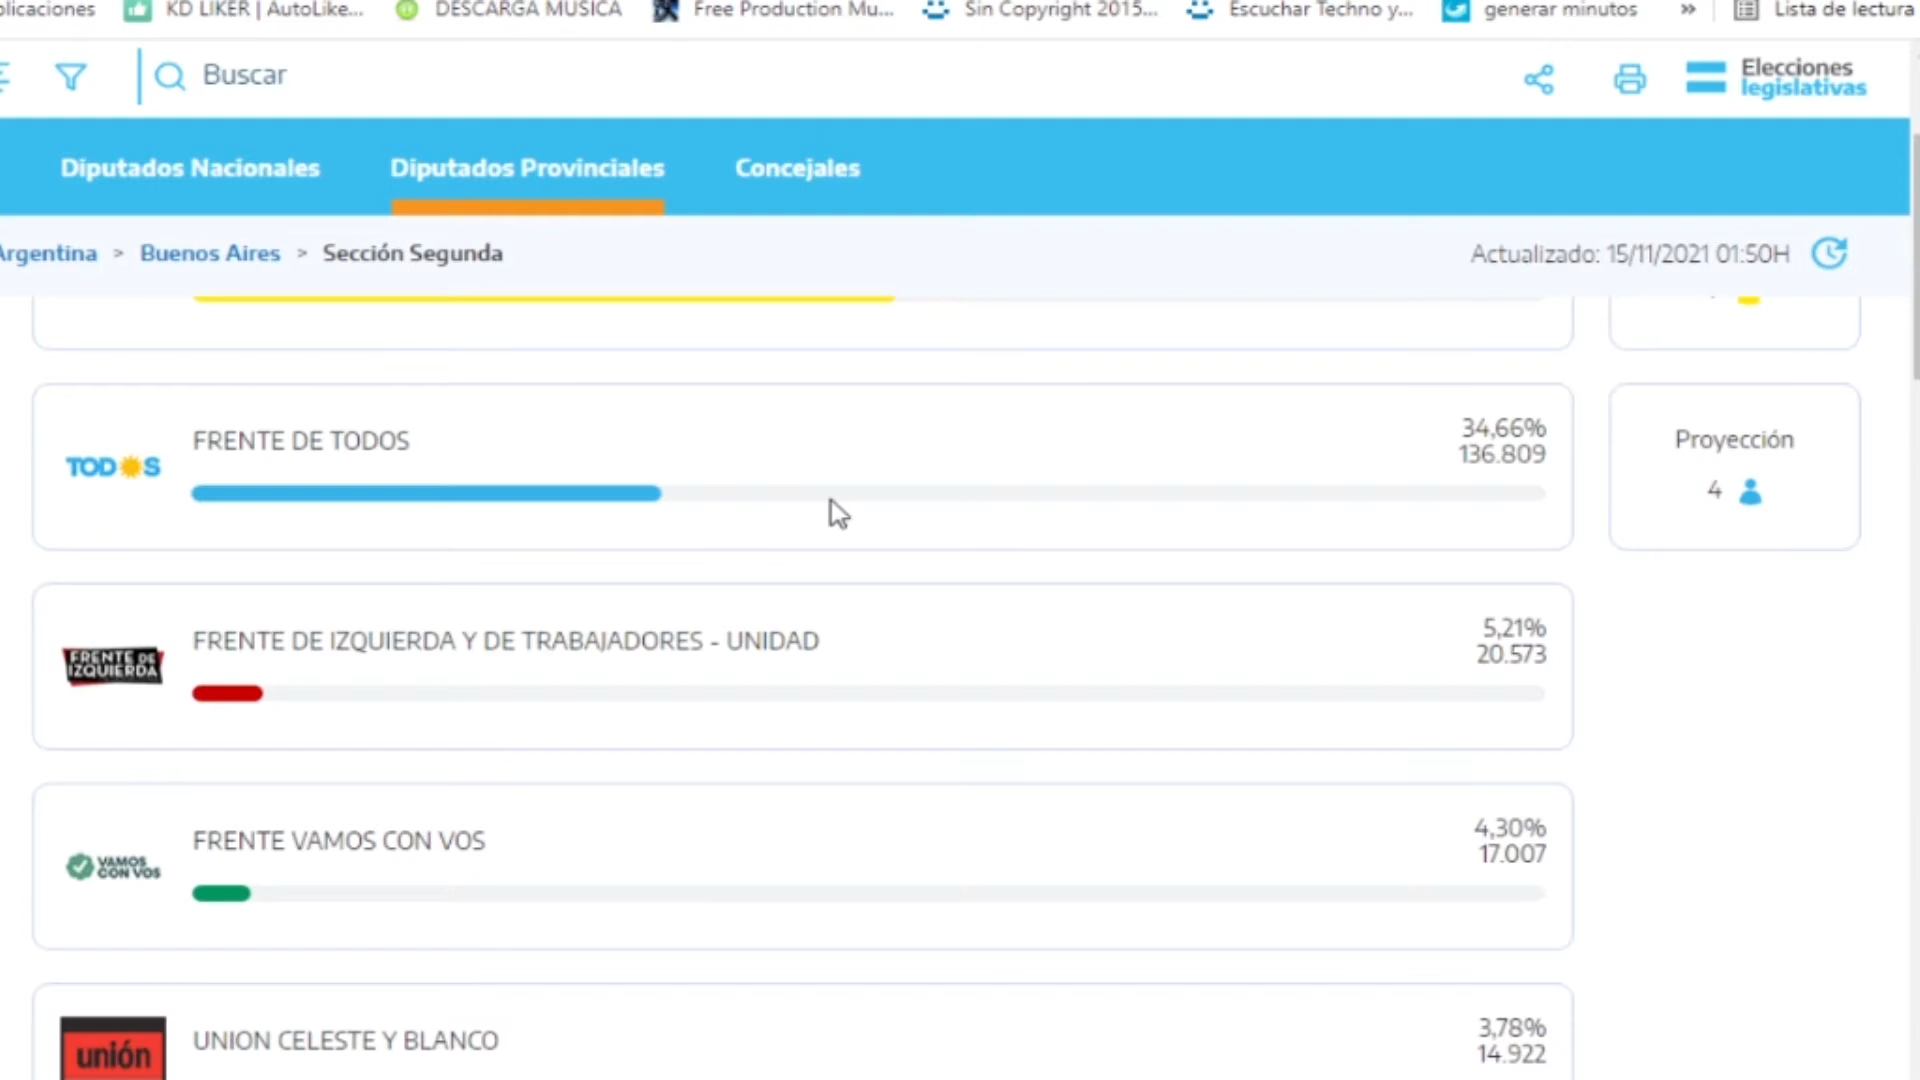 KD LIKER | AutoLike...
DESCARGA MUSICA
Free Production Mu...
Sin Copyright 2015...
Escuchar Techno y...
generar minutos
»
Lista de lectura
Buscar
Elecciones
legislativas
Diputados Nacionales
Diputados Provinciales
Concejales
Argentina > Buenos Aires > Sección Segunda
Actualizado: 15/11/2021 01:50H
TODOS
FRENTE DE TODOS
34,66%
136.809
Proyección
4
FRENTE DE
IZQUIERDA
FRENTE DE IZQUIERDA Y DE TRABAJADORES - UNIDAD
5,21%
20.573
VAMOS
CON VOS
FRENTE VAMOS CON VOS
4,30%
17.007
unión
UNION CELESTE Y BLANCO
3,78%
14.922